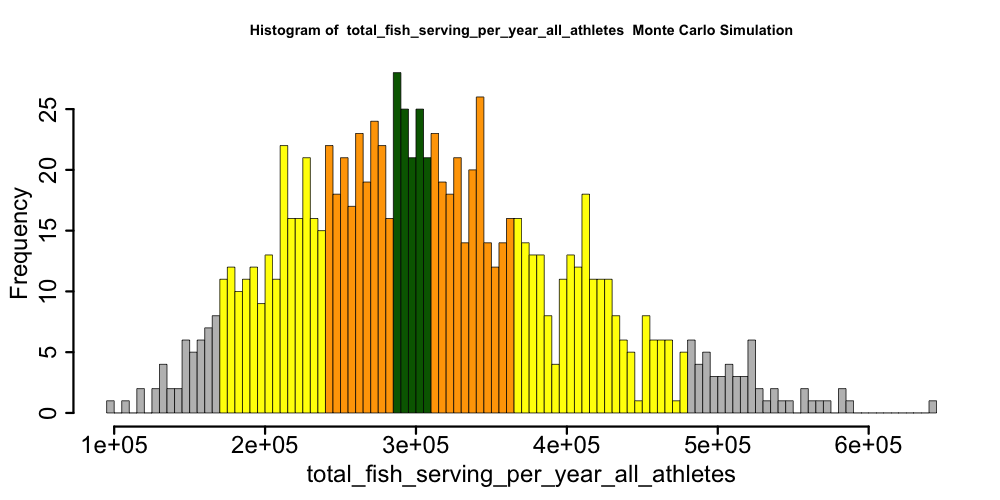 Histogram of total_fish_serving_per_year_all_athletes Monte Carlo Simulation
Frequency
25
20
15
10
5
0
1e+05 2e+05 3e+05 4e+05 5e+05 6e+05
total_fish_serving_per_year_all_athletes